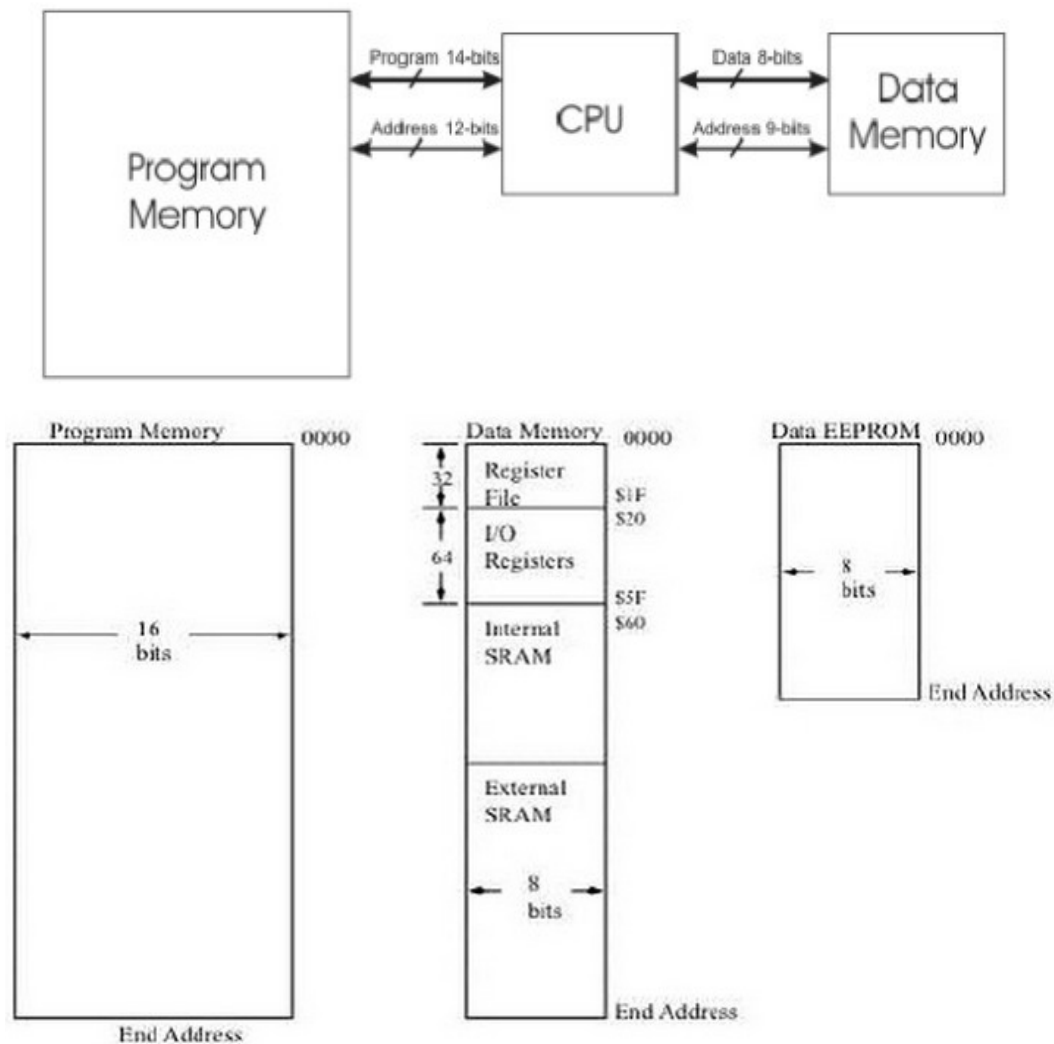 Program 14-bits
Data 8-bits
Address 12-bits
Address 9-bits
Program
Memory
CPU
Data
Memory
Program Memory
0000
Data Memory
0000
Data EEPROM
0000
32
Register
File
$1F
$20
64
I/O
Registers
$5F
$60
16
bits
Internal
SRAM
8
bits
End Address
External
SRAM
8
bits
End Address
End Address